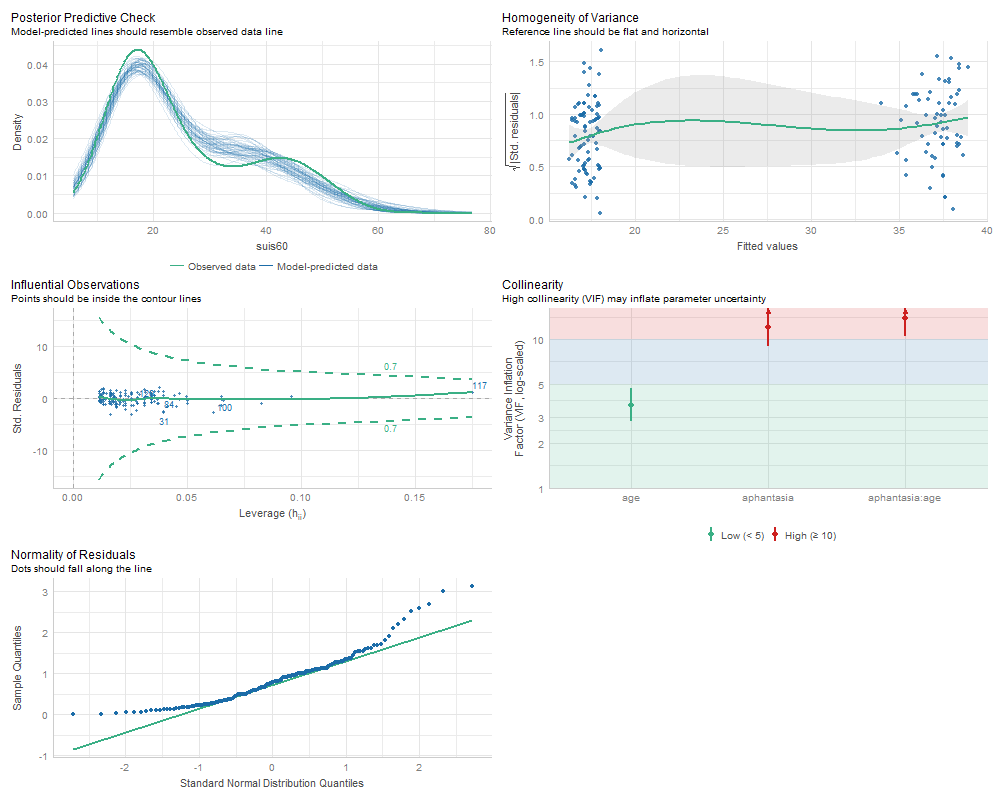 Posterior Predictive Check
Model-predicted lines should resemble observed data line
0.04
0.03
0.02
0.01
0.00
Density
20
40
60
80
suis60
Observed data
Model-predicted data
Homogeneity of Variance
Reference line should be flat and horizontal
1.5
1.0
0.5
0.0
√|Std. residuals|
20
25
30
35
40
Fitted values
Influential Observations
Points should be inside the contour lines
10
0
-10
Std. Residuals
0.7
117
84
100
31
0.7
0.00
0.05
0.10
0.15
Leverage (hii)
Collinearity
High collinearity (VIF) may inflate parameter uncertainty
10
5
3
2
1
Variance Inflation
Factor (VIF, log-scaled)
age
aphantasia
aphantasia:age
Low (< 5)
High (≥ 10)
Normality of Residuals
Dots should fall along the line
3
2
1
0
-1
Sample Quantiles
-2
-1
0
1
2
Standard Normal Distribution Quantiles